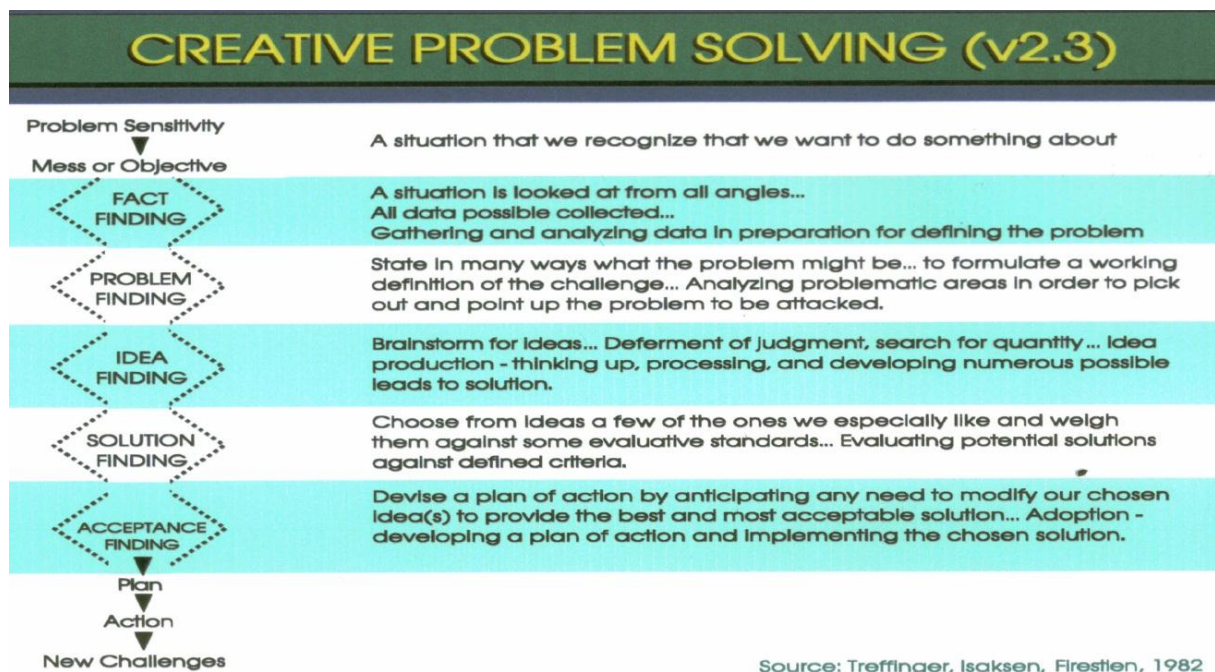 CREATIVE PROBLEM SOLVING (v2.3)
Problem Sensitivity
Mess or Objective
A situation that we recognize that we want to do something about
FACT
FINDING
A situation is looked at from all angles...
All data possible collected...
Gathering and analyzing data in preparation for defining the problem
PROBLEM
FINDING
State in many ways what the problem might be... to formulate a working
definition of the challenge... Analyzing problematic areas in order to pick
out and point up the problem to be attacked.
IDEA
FINDING
Brainstorm for ideas... Deferment of judgment, search for quantity... Idea
production - thinking up, processing, and developing numerous possible
leads to solution.
SOLUTION
FINDING
Choose from ideas a few of the ones we especially like and weigh
them against some evaluative standards... Evaluating potential solutions
against defined criteria.
ACCEPTANCE
FINDING
Devise a plan of action by anticipating any need to modify our chosen
idea(s) to provide the best and most acceptable solution... Adoption -
developing a plan of action and implementing the chosen solution.
Plan
Action
New Challenges
Source: Treffinger, Isaksen, Firestien, 1982